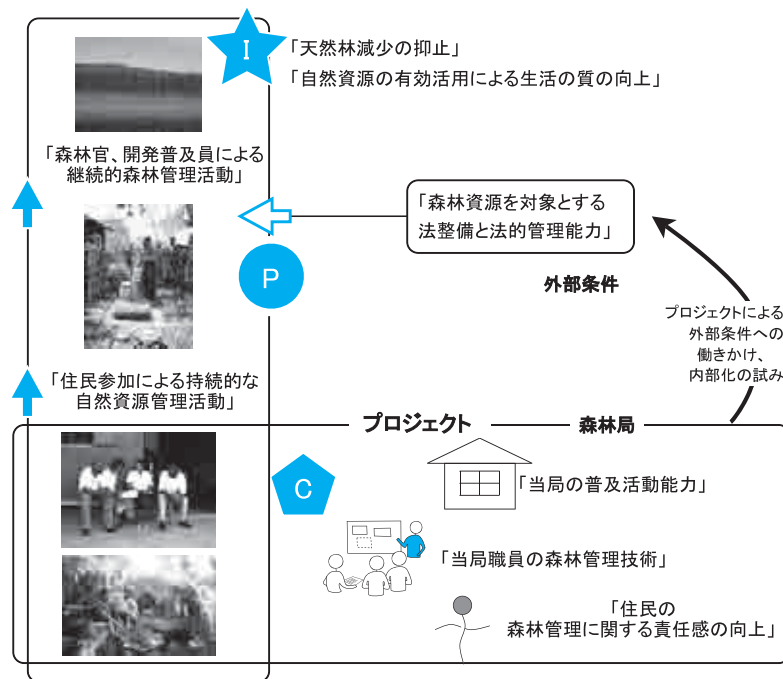 I
「天然林減少の抑止」
「自然資源の有効活用による生活の質の向上」
「森林官、開発普及員による
継続的森林管理活動」
「森林資源を対象とする
法整備と法的管理能力」
P
外部条件
プロジェクトによる
外部条件への
働きかけ、
内部化の試み
「住民参加による持続的な
自然資源管理活動」
プロジェクト
森林局
C
「当局の普及活動能力」
「当局職員の森林管理技術」
「住民の
森林管理に関する責任感の向上」